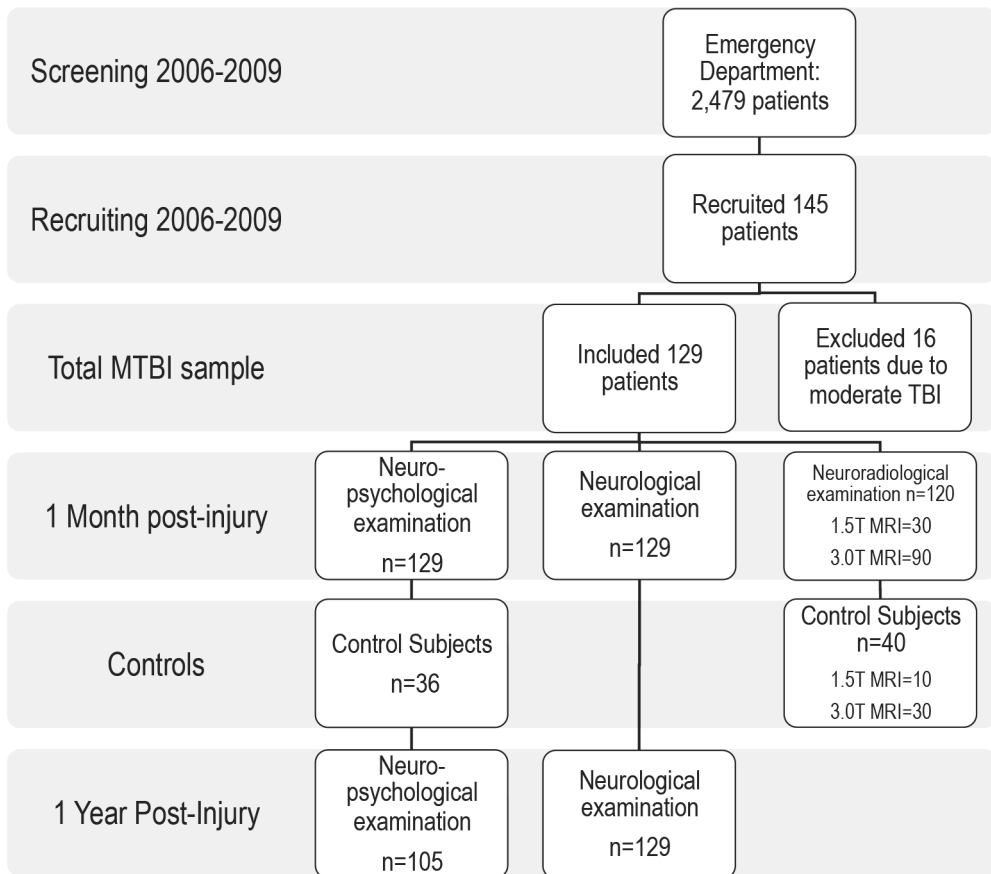 Screening 2006-2009
Emergency
Department:
2,479 patients
Recruiting 2006-2009
Recruited 145
patients
Total MTBI sample
Included 129
patients
Excluded 16
patients due to
moderate TBI
1 Month post-injury
Neuro-
psychological
examination
n=129
Neurological
examination
n=129
Neuroradiological
examination n=120
1.5T MRI=30
3.0T MRI=90
Controls
Control Subjects
n=36
Control Subjects
n=40
1.5T MRI=10
3.0T MRI=30
1 Year Post-Injury
Neuro-
psychological
examination
n=105
Neurological
examination
n=129